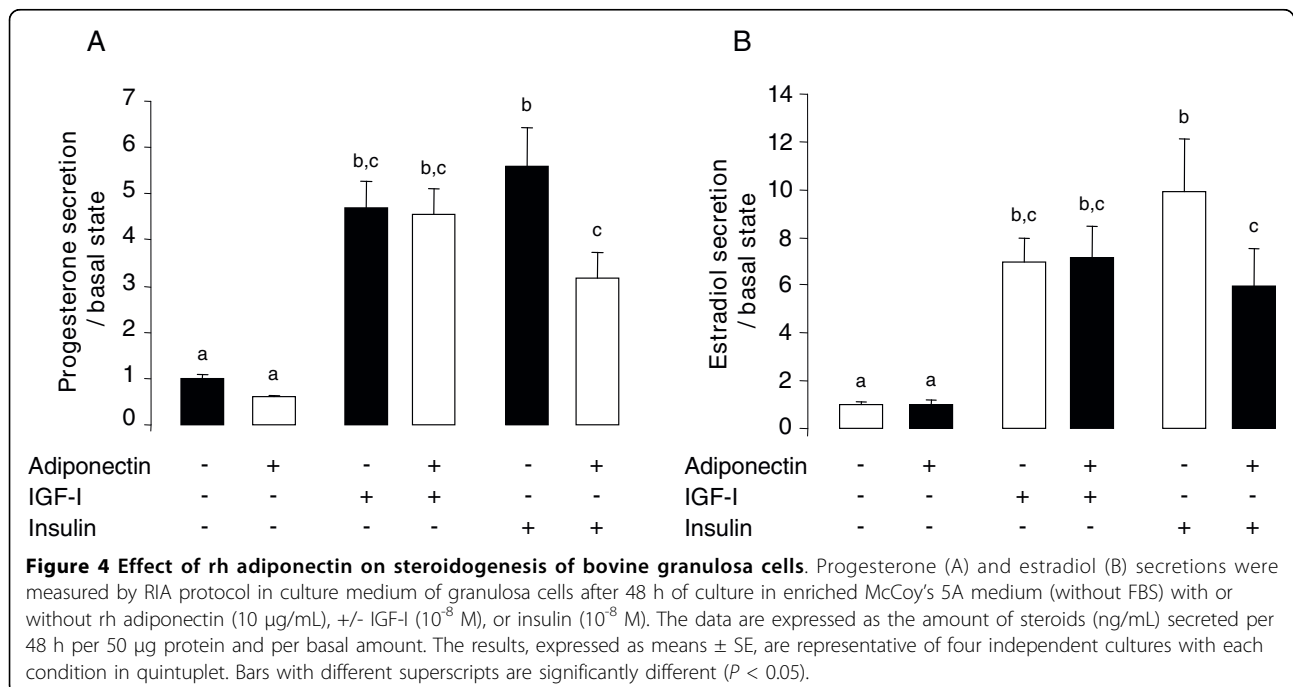 A
Progesterone secretion
/ basal state
7
6
5
4
3
2
1
0
a
a
b,c
b,c
b
c
Adiponectin - + - + - +
IGF-I - - + + - -
Insulin - - - - + +
B
Estradiol secretion
/ basal state
14
12
10
8
6
4
2
0
a
a
b,c
b,c
b
c
Adiponectin - + - + - +
IGF-I - - + + - -
Insulin - - - - + +
Figure 4 Effect of rh adiponectin on steroidogenesis of bovine granulosa cells. Progesterone (A) and estradiol (B) secretions were
measured by RIA protocol in culture medium of granulosa cells after 48 h of culture in enriched McCoy's 5A medium (without FBS) with or
without rh adiponectin (10 μg/mL), +/- IGF-I (10⁻⁸ M), or insulin (10⁻⁸ M). The data are expressed as the amount of steroids (ng/mL) secreted per
48 h per 50 μg protein and per basal amount. The results, expressed as means ± SE, are representative of four independent cultures with each
condition in quintuplet. Bars with different superscripts are significantly different (P < 0.05).